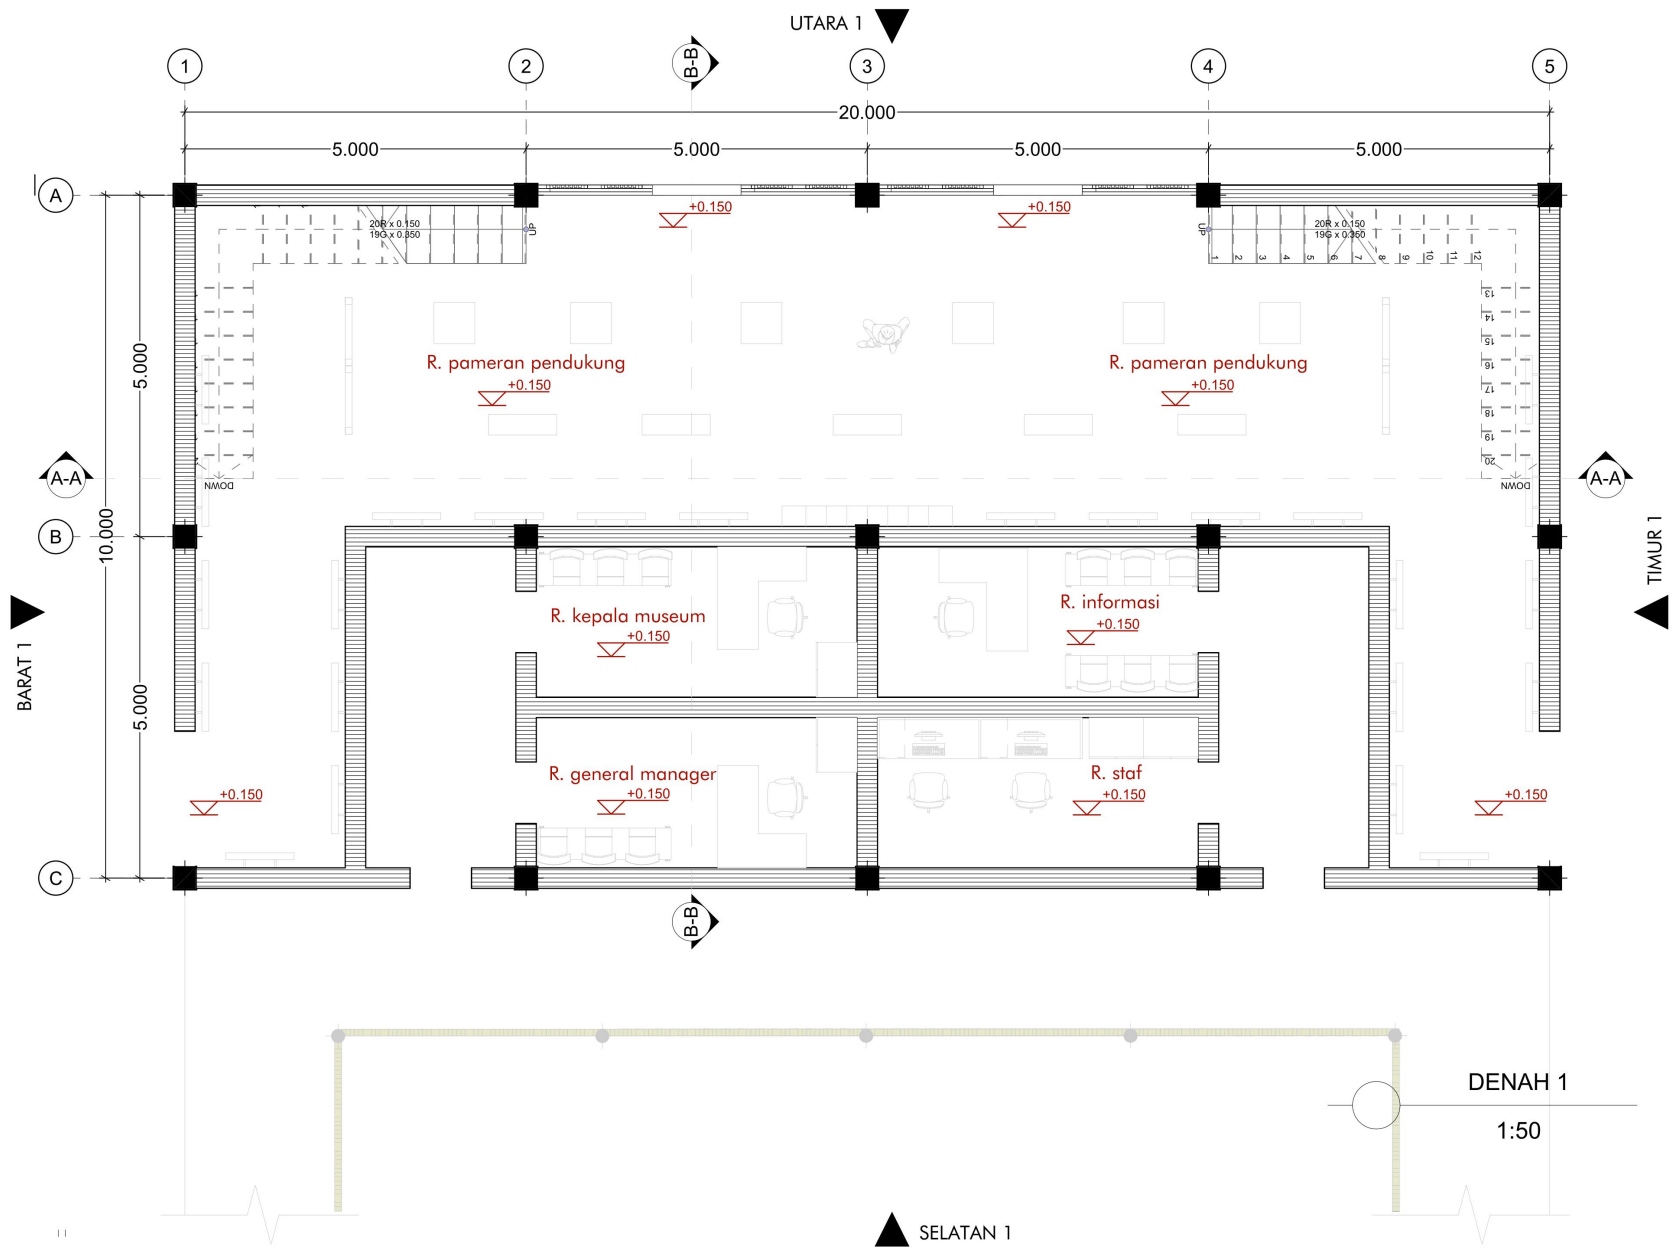 UTARA 1
1
2
B-B
3
4
5
20.000
5.000
5.000
5.000
5.000
A
+0.150
+0.150
20R x 0.150
19G x 0.350
UP
UP
20R x 0.150
19G x 0.350
1
2
3
4
5
6
7
8
9
10
11
12
13
14
15
16
17
18
19
20
5.000
R. pameran pendukung
+0.150
R. pameran pendukung
+0.150
A-A
DOWN
DOWN
A-A
10.000
B
TIMUR 1
R. kepala museum
+0.150
R. informasi
+0.150
BARAT 1
5.000
R. general manager
+0.150
R. staf
+0.150
+0.150
+0.150
C
B-B
DENAH 1
1:50
SELATAN 1